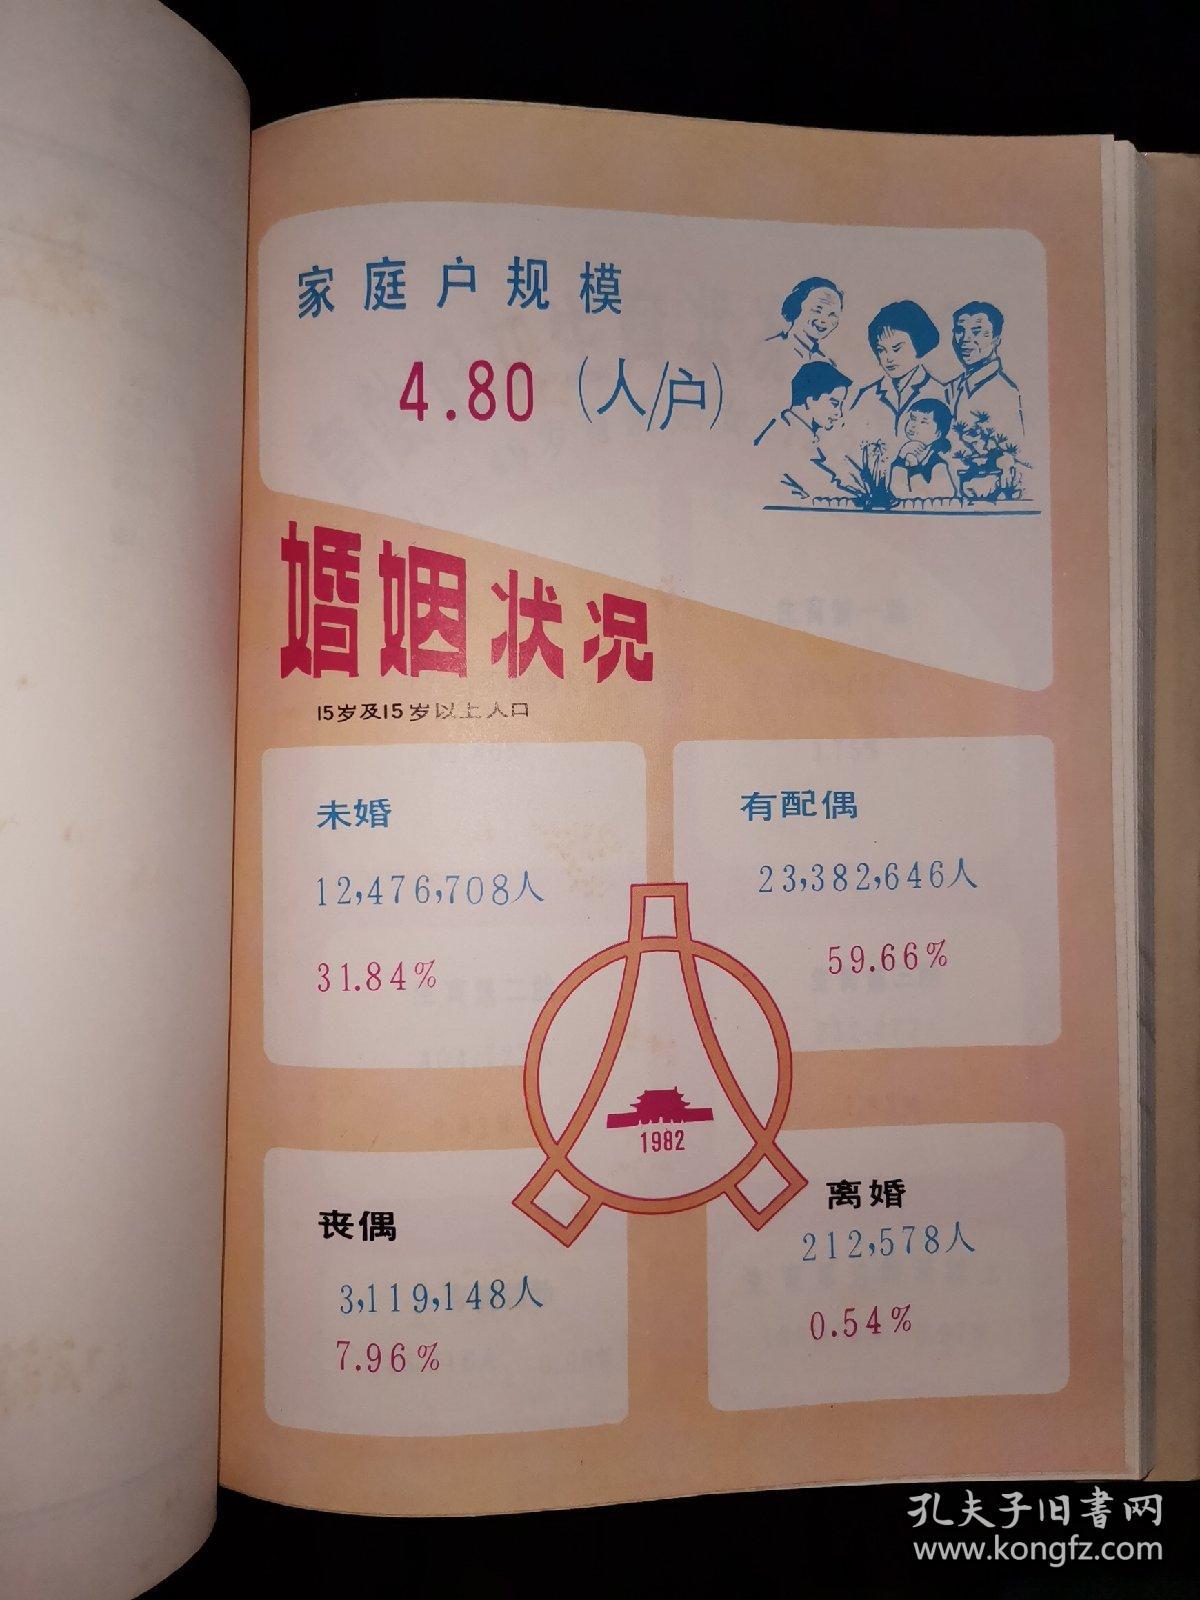 家庭户规模
4.80(人/户)
婚姻状况
15岁及15岁以上人口
未婚
12,476,708人
31.84%
有配偶
23,382,646人
59.66%
1982
丧偶
3,119,148人
7.96%
离婚
212,578人
0.54%
孔夫子旧书网
www.kongfz.com